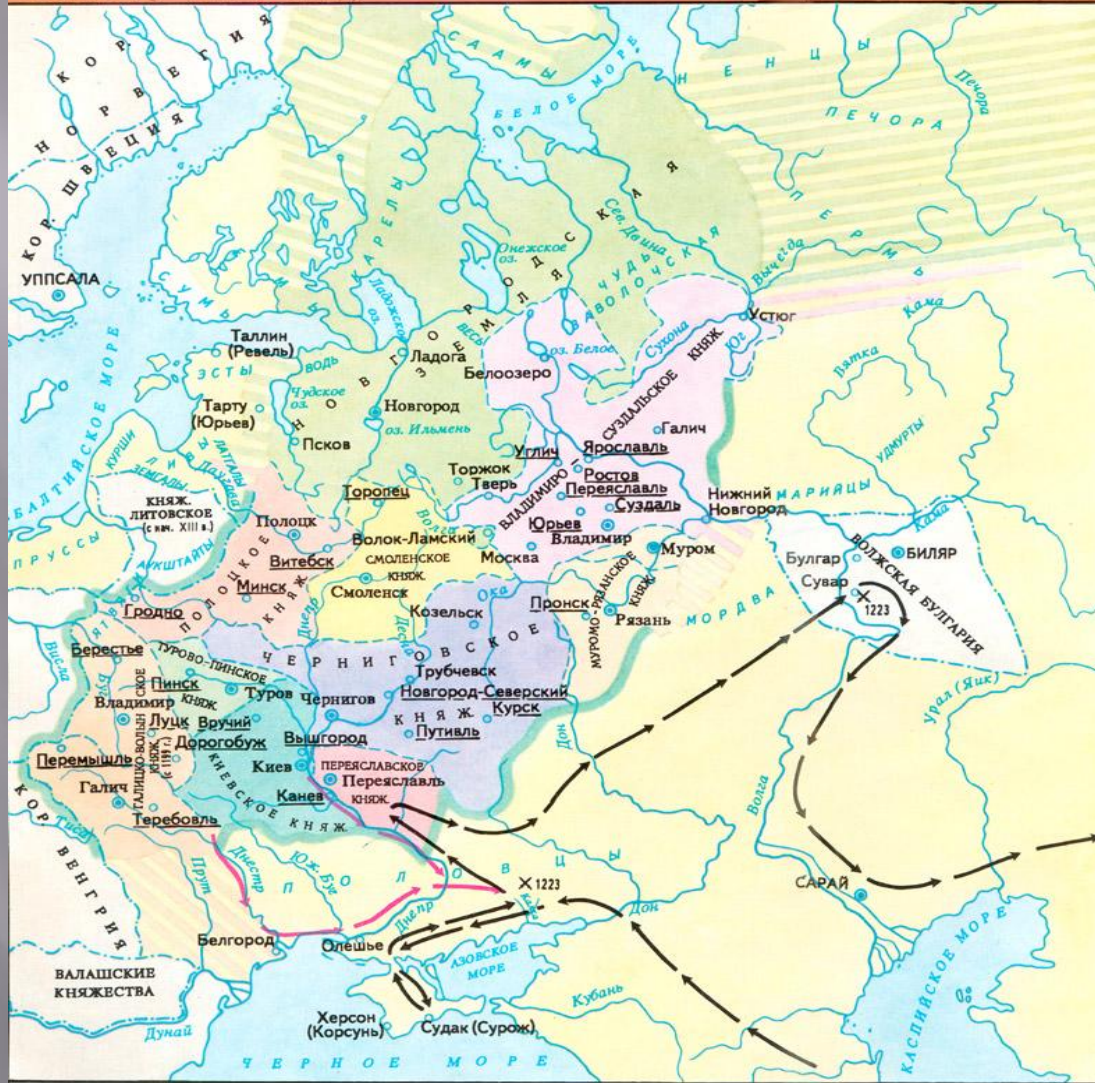 КОР. НОРВЕГИЯ
КОР. ШВЕЦИЯ
СААМЫ
БЕЛОЕ МОРЕ
НЕНЦЫ
Печора
ПЕЧОРА
ПЕРМЬ
КАРЕЛЫ
СУМЬ
ЕМЬ
УППСАЛА
Онежское
оз.
Сев. Двина
ЧУДЬ
ЗАВОЛОЧСКАЯ
Вычегда
НОВГОРОДСКАЯ
ЗЕМЛЯ
Ладожское
оз.
ВЕСЬ
Устюг
Кама
Сухона
Юг
оз. Белое
Белоозеро
Таллин
(Ревель)
ВОДЬ
Ладога
ЭСТЫ
Чудское
оз.
Новгород
оз. Ильмень
Вятка
Тарту
(Юрьев)
Псков
Галич
УДМУРТЫ
БАЛТИЙСКОЕ МОРЕ
КУРШИ
ЛИВЫ
ЛАТГАЛЫ
ЗЕМГАЛЫ
Даугава
Торжок
Тверь
Углич
Ярославль
Ростов
Переяславль
Суздаль
ВЛАДИМИРО - СУЗДАЛЬСКОЕ КНЯЖ.
Нижний
Новгород
МАРИЙЦЫ
Кама
КНЯЖ.
ЛИТОВСКОЕ
(с нач. XIII в.)
Торопец
Волга
Волок-Ламский
Юрьев
Владимир
Москва
Муром
Полоцк
Витебск
ПОЛОЦКОЕ
КНЯЖ.
СМОЛЕНСКОЕ
КНЯЖ.
Смоленск
ПРУССЫ
АУКШТАЙТЫ
Булгар
БИЛЯР
Сувар
1223
ВОЛЖСКАЯ БУЛГАРИЯ
Минск
Гродно
ЯТВЯГИ
Днепр
Десна
Козельск
Ока
Пронск
Рязань
МУРОМО - РЯЗАНСКОЕ
КНЯЖ.
МОРДВА
Висла
Берестье
Буг
ТУРОВО-ПИНСКОЕ
КНЯЖ.
Пинск
Туров
ЧЕРНИГОВСКОЕ
КНЯЖ.
Трубчевск
Чернигов
Новгород-Северский
Курск
Путивль
Урал (Яик)
Владимир
Луцк
Вручий
Дорогобуж
Вышгород
Киев
Дон
Перемышль
Галич
ГАЛИЦКО-ВОЛЫНСКОЕ
КНЯЖ.
(с 1199 г.)
Теребовль
КИЕВСКОЕ КНЯЖ.
Канев
ПЕРЕЯСЛАВСКОЕ
Переяславль
КНЯЖ.
Волга
КОР. ВЕНГРИЯ
Тиса
Прут
Днестр
Юж. Буг
ПОЛОВЦЫ
1223
Калка
Днепр
Дон
САРАЙ
Белгород
Олешье
АЗОВСКОЕ
МОРЕ
ВАЛАШСКИЕ
КНЯЖЕСТВА
Дунай
Кубань
Херсон
(Корсунь)
Судак (Сурож)
ЧЕРНОЕ МОРЕ
КАСПИЙСКОЕ МОРЕ